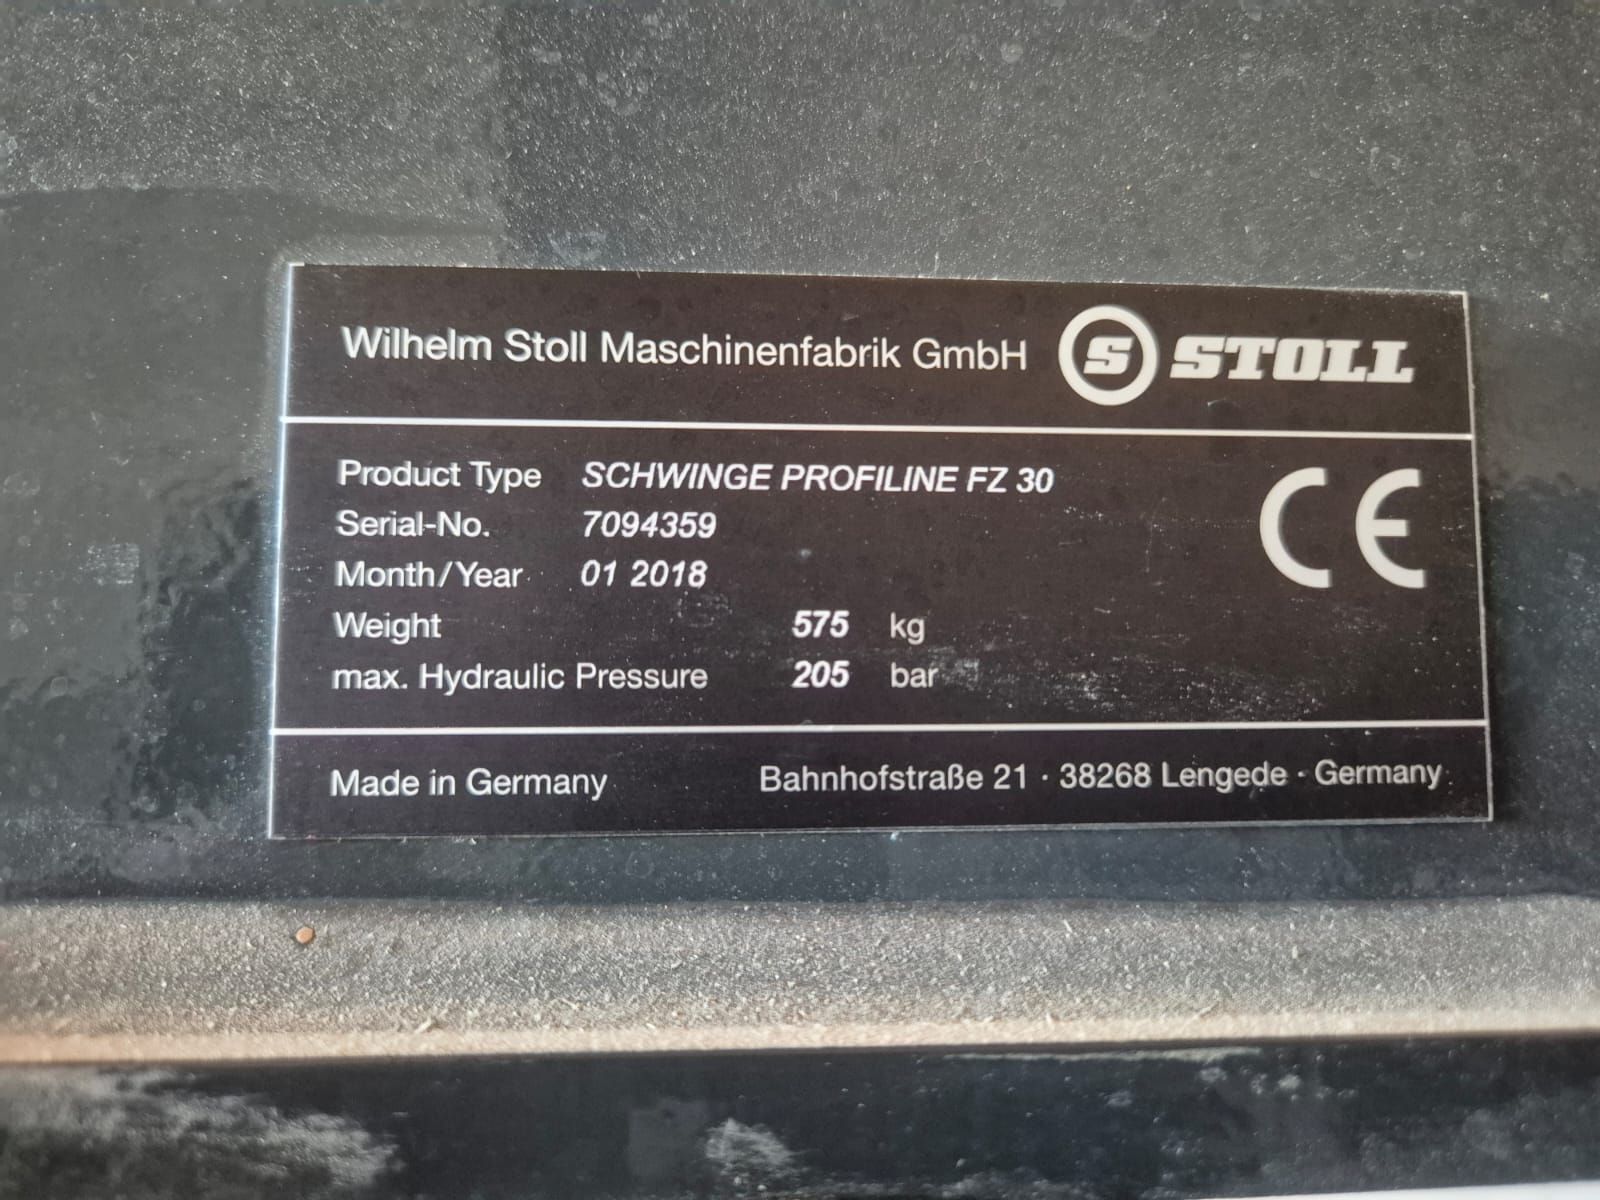 Wilhelm Stoll Maschinenfabrik GmbH S STOLL
Product Type SCHWINGE PROFILINE FZ 30
Serial-No. 7094359
Month/Year 01 2018
Weight 575 kg
max. Hydraulic Pressure 205 bar
CE
Made in Germany Bahnhofstraße 21 · 38268 Lengede · Germany